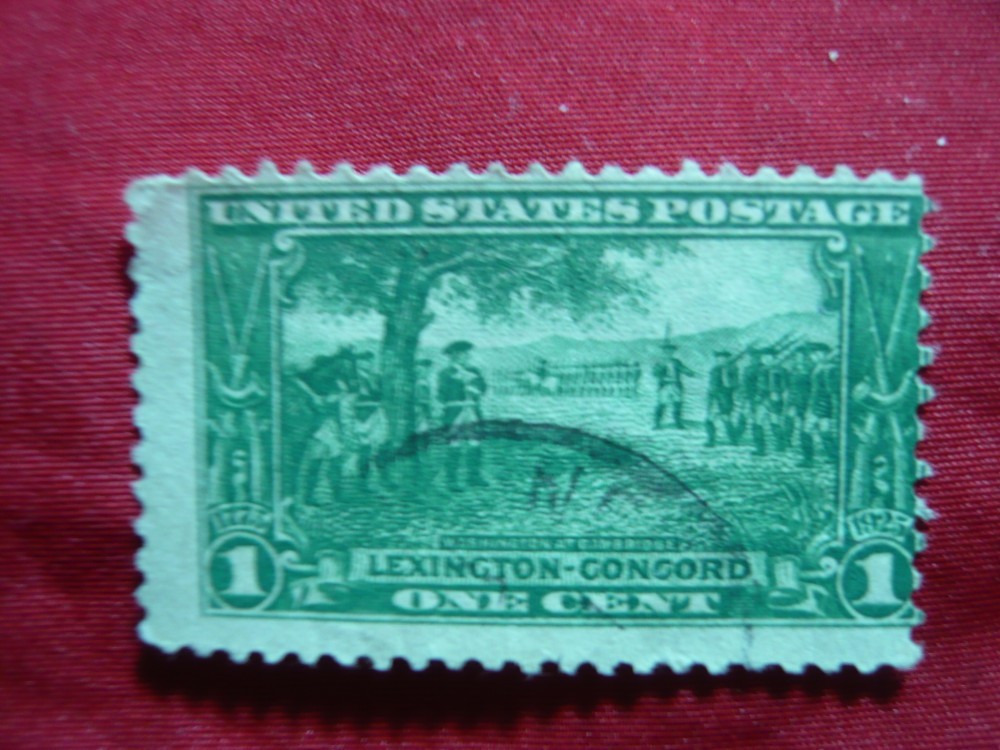 UNITED STATES POSTAGE
1775
1925
LEXINGTON-CONCORD
1
1
ONE CENT